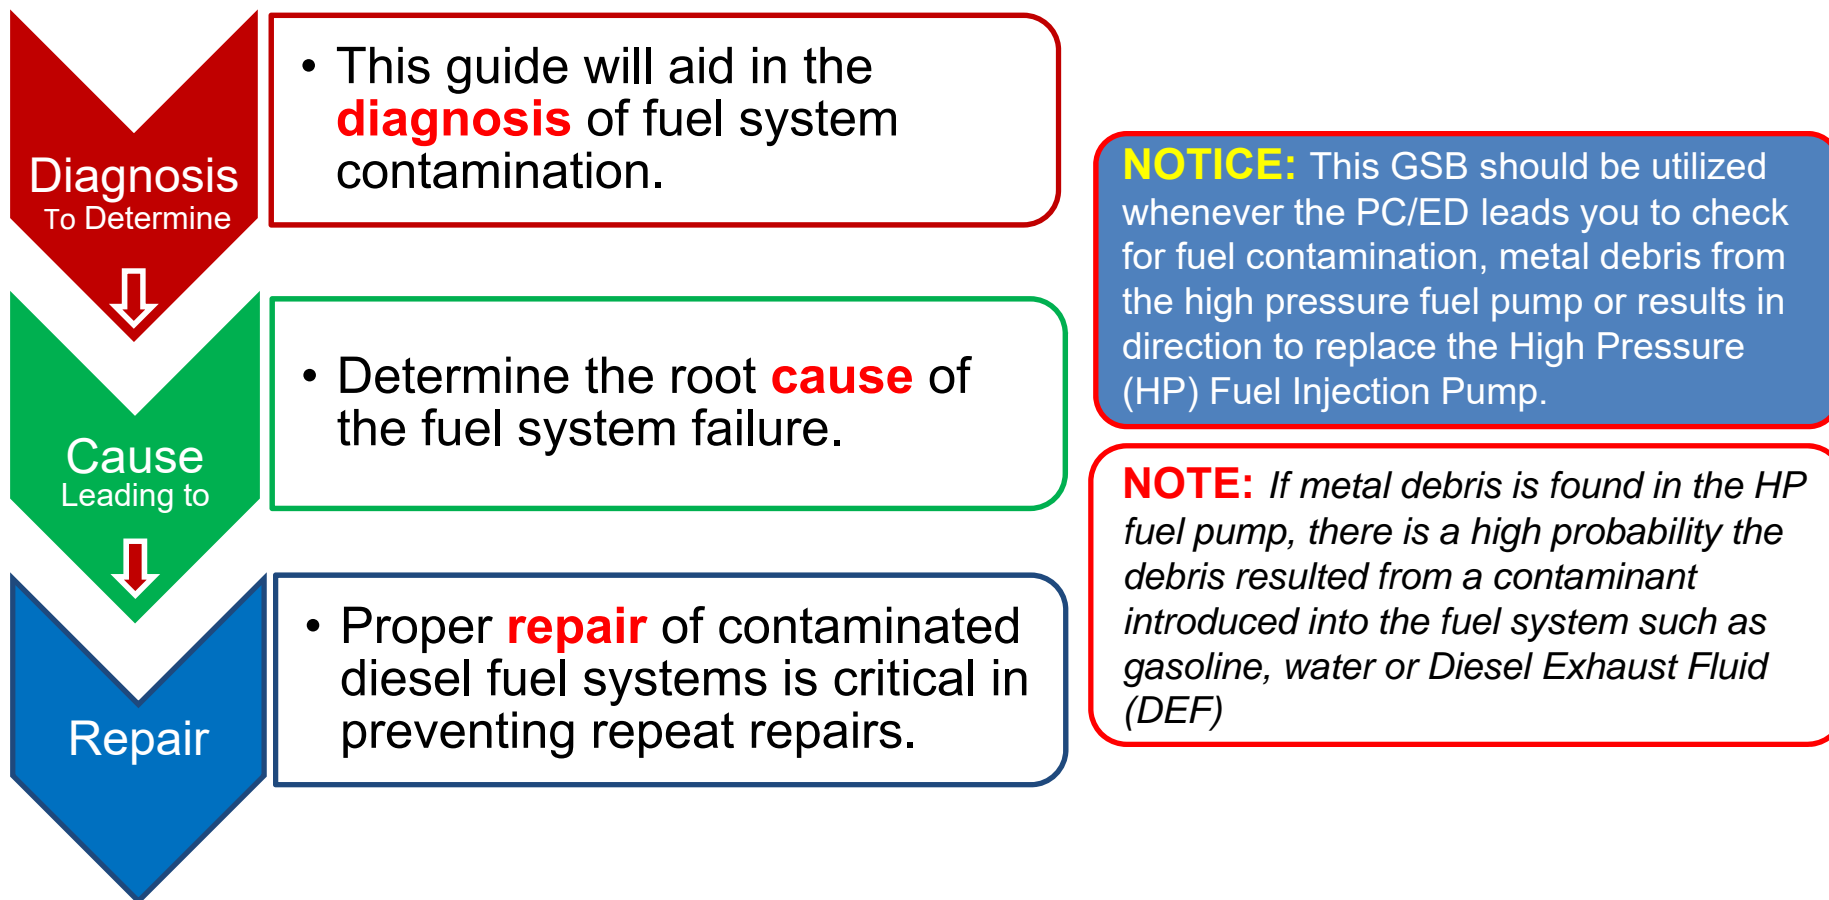 Diagnosis
To Determine
• This guide will aid in the
diagnosis of fuel system
contamination.
Cause
Leading to
• Determine the root cause of
the fuel system failure.
Repair
• Proper repair of contaminated
diesel fuel systems is critical in
preventing repeat repairs.
NOTICE: This GSB should be utilized
whenever the PC/ED leads you to check
for fuel contamination, metal debris from
the high pressure fuel pump or results in
direction to replace the High Pressure
(HP) Fuel Injection Pump.
NOTE: If metal debris is found in the HP
fuel pump, there is a high probability the
debris resulted from a contaminant
introduced into the fuel system such as
gasoline, water or Diesel Exhaust Fluid
(DEF)